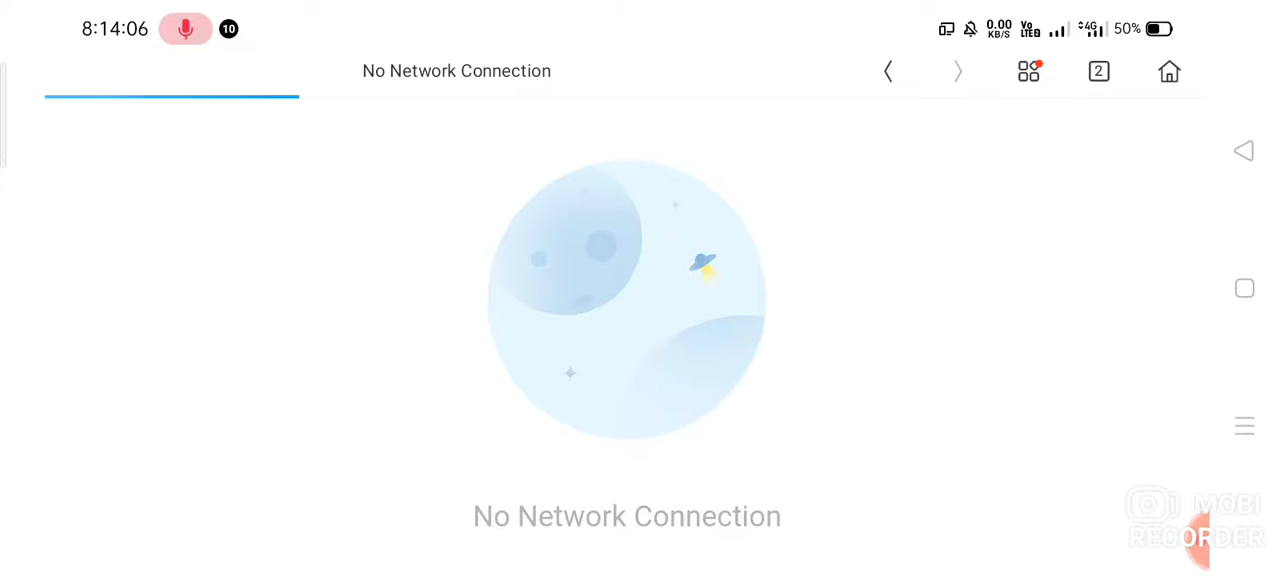 8:14:06 10 0.00 KB/S Vo LTE2 4G 50%
No Network Connection 2
No Network Connection
MOBI
RECORDER